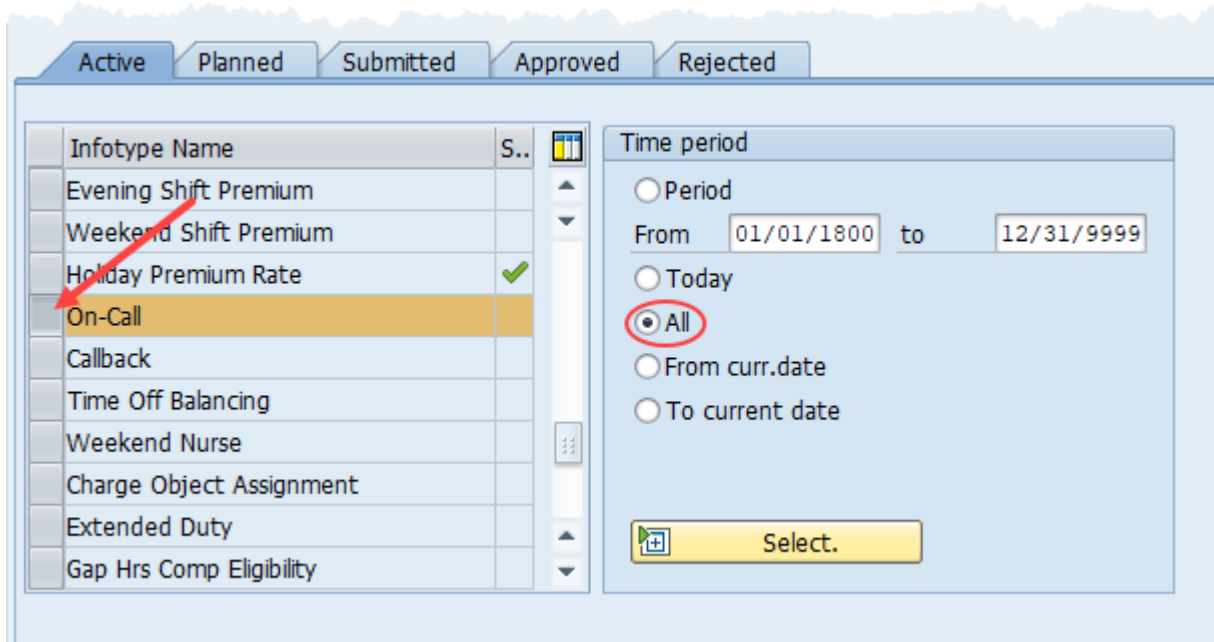 Active Planned Submitted Approved Rejected
Infotype Name S..
Evening Shift Premium
Weekend Shift Premium
Holiday Premium Rate
On-Call
Callback
Time Off Balancing
Weekend Nurse
Charge Object Assignment
Extended Duty
Gap Hrs Comp Eligibility
Time period
Period
From 01/01/1800 to 12/31/9999
Today
All
From curr.date
To current date
Select.